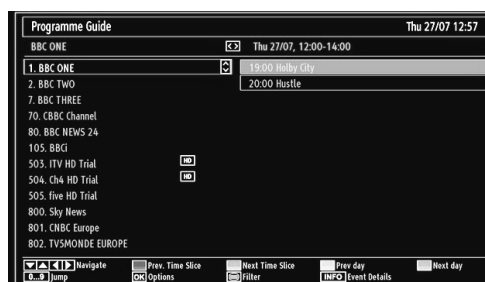 Programme Guide Thu 27/07 12:57
BBC ONE Thu 27/07, 12:00-14:00
1. BBC ONE 19:00 Holby City
2. BBC TWO 20:00 Hustle
7. BBC THREE
70. CBBC Channel
80. BBC NEWS 24
105. BBCi
503. ITV HD Trial HD
504. Ch4 HD Trial HD
505. five HD Trial
800. Sky News
801. CNBC Europe
802. TV5MONDE EUROPE
Navigate Prev. Time Slice Next Time Slice Prev day Next day
0...9 Jump OK Options Filter INFO Event Details